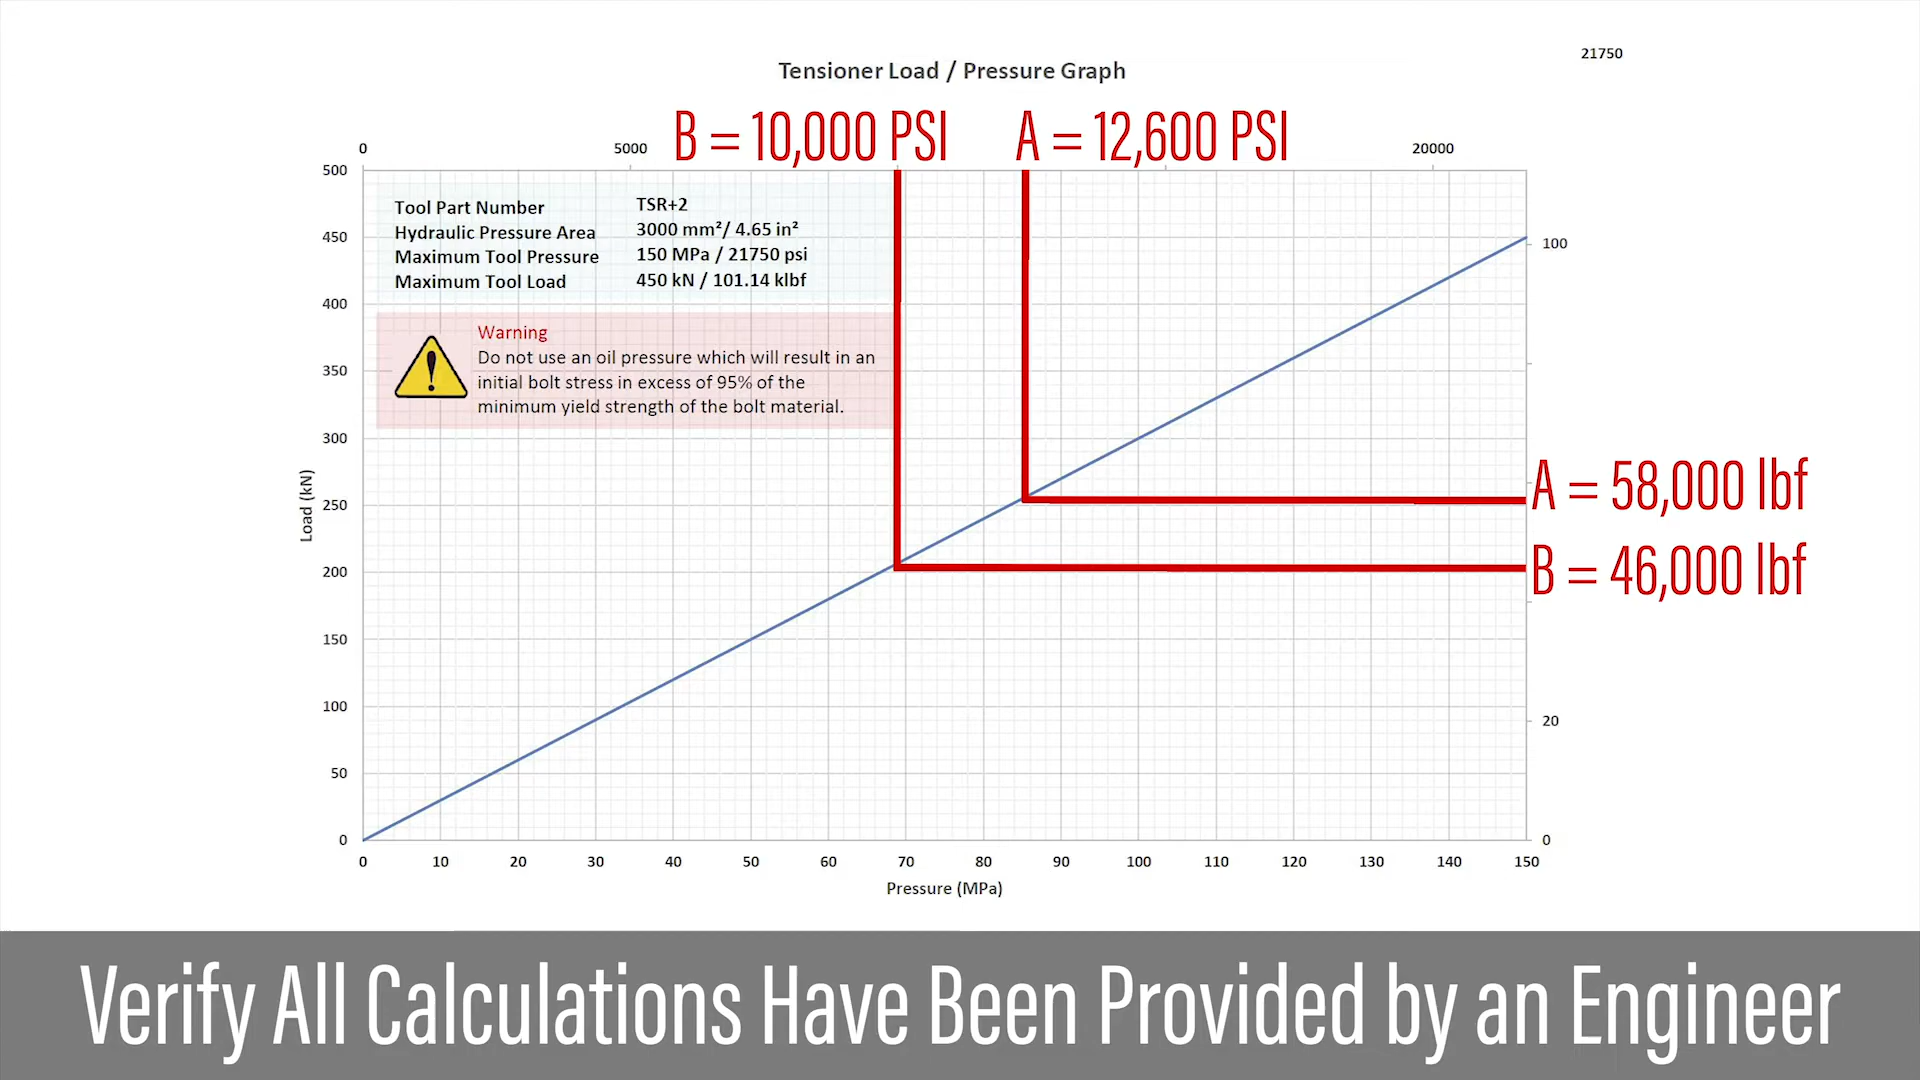 21750
Tensioner Load / Pressure Graph
B = 10,000 PSI A = 12,600 PSI
0 5000 20000
500
450
400
350
300
250
200
150
100
50
0
Load (kN)
Tool Part Number TSR+2
Hydraulic Pressure Area 3000 mm²/ 4.65 in²
Maximum Tool Pressure 150 MPa / 21750 psi
Maximum Tool Load 450 kN / 101.14 klbf
Warning
Do not use an oil pressure which will result in an
initial bolt stress in excess of 95% of the
minimum yield strength of the bolt material.
100
A = 58,000 lbf
B = 46,000 lbf
20
0
0 10 20 30 40 50 60 70 80 90 100 110 120 130 140 150
Pressure (MPa)
Verify All Calculations Have Been Provided by an Engineer